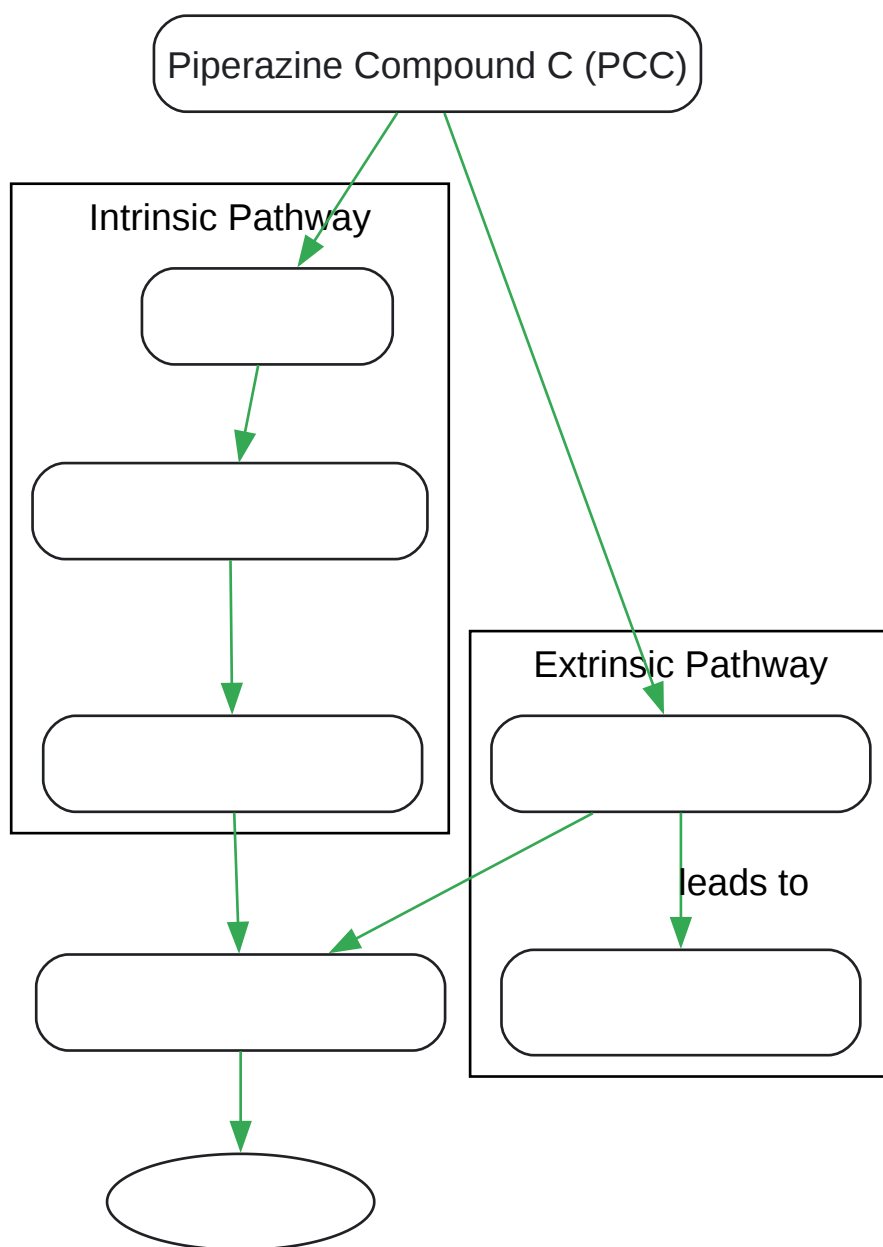 Piperazine Compound C (PCC)
Intrinsic Pathway
Extrinsic Pathway
leads to